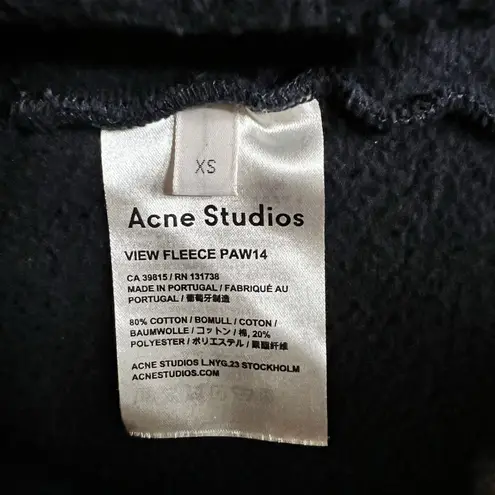 XS
Acne Studios
VIEW FLEECE PAW14
CA 39815 / RN 131738
MADE IN PORTUGAL / FABRIQUÉ AU
PORTUGAL / 葡萄牙制造
80% COTTON / BOMULL / COTON /
BAUMWOLLE / コットン / 棉, 20%
POLYESTER / ポリエステル / 聚酯纤维
ACNE STUDIOS L.NYG.23 STOCKHOLM
ACNESTUDIOS.COM